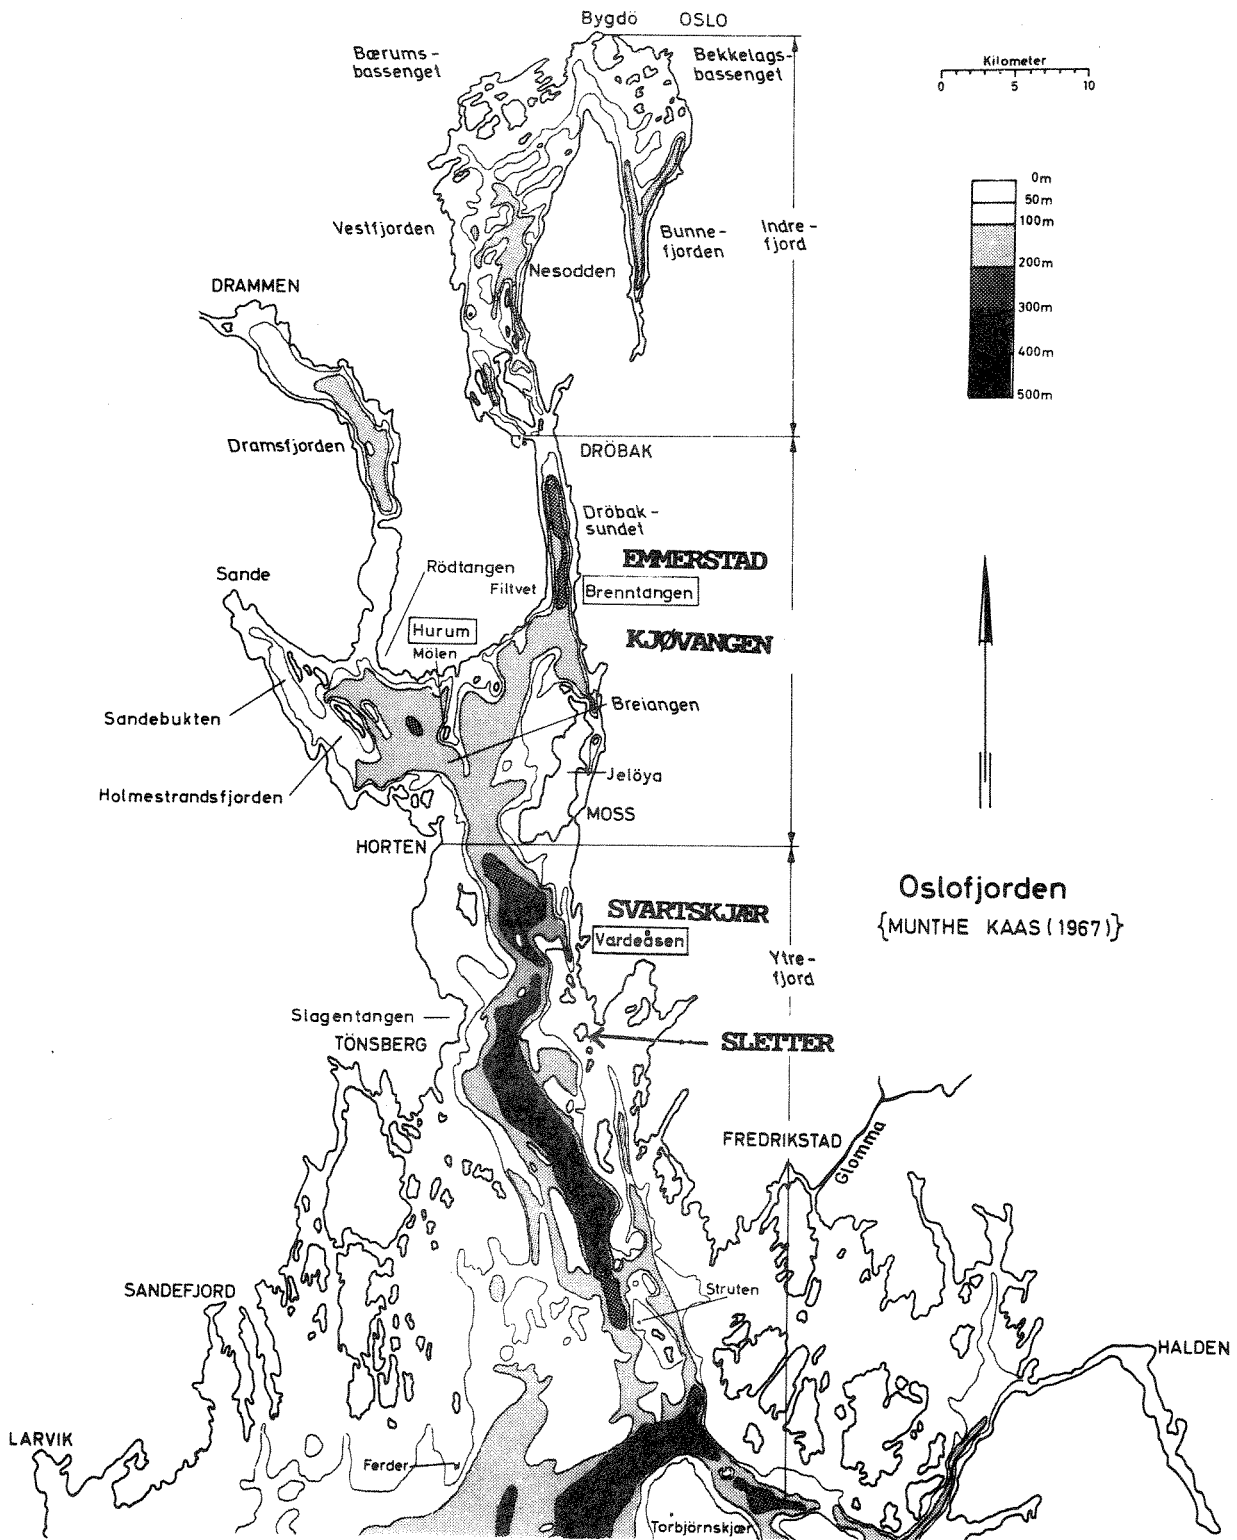 Bygdö OSLO
Bærums-
bassenget
Bekkelags-
bassenget
Kilometer
0 5 10
0m
50m
100m
200m
300m
400m
500m
Vestfjorden
Bunne-
fjorden
Indre-
fjord
Nesodden
DRAMMEN
Dramsfjorden
DRÖBAK
Dröbak-
sundet
EMMERSTAD
Sande
Rödtangen
Filtvet
Brenntangen
Hurum
Mölen
KJØVANGEN
Sandebukten
Breiangen
Holmestrandsfjorden
Jelöya
MOSS
HORTEN
Oslofjorden
{MUNTHE KAAS (1967)}
SVARTSKJÆR
Vardeåsen
Ytre-
fjord
Slagentangen
TÖNSBERG
SLETTER
FREDRIKSTAD
Glomma
SANDEFJORD
Struten
HALDEN
LARVIK
Ferder
Torbjörnskjær